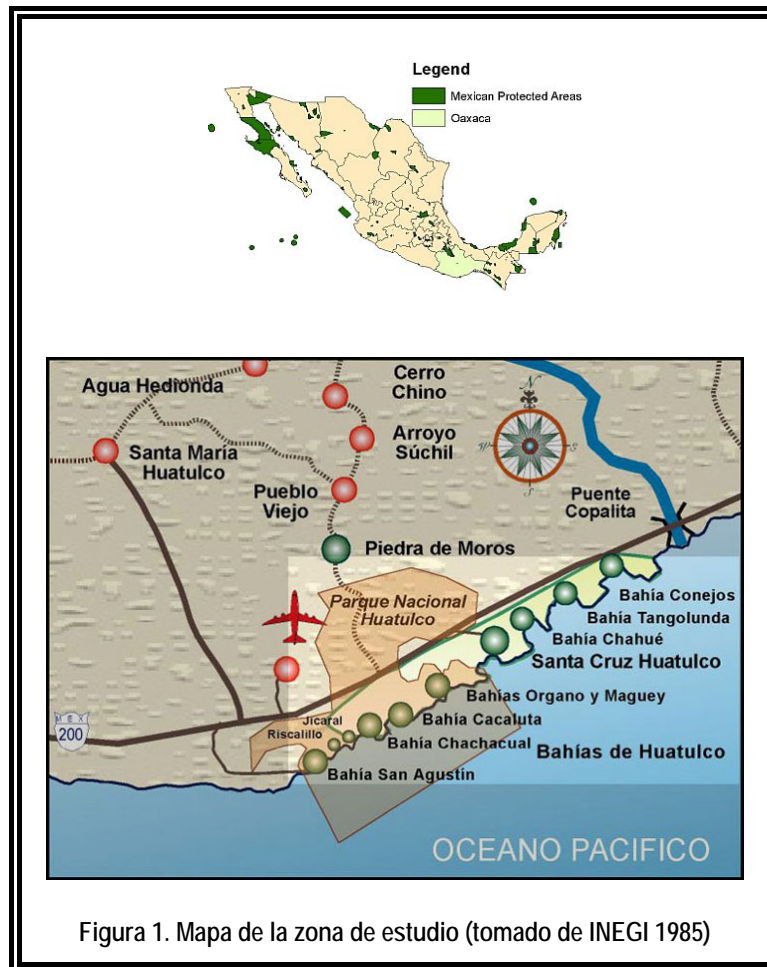 Legend
Mexican Protected Areas
Oaxaca
Agua Hedionda
Cerro
Chino
Santa María
Huatulco
Arroyo
Súchil
N
Pueblo
Viejo
S
Puente
Copalita
Piedra de Moros
Parque Nacional
Huatulco
Bahía Conejos
Bahía Tangolunda
Bahía Chahué
Santa Cruz Huatulco
Bahías Organo y Maguey
MEX
200
Jicaral
Riscalillo
Bahía Cacaluta
Bahía Chachacual
Bahías de Huatulco
Bahía San Agustín
OCEANO PACIFICO
Figura 1. Mapa de la zona de estudio (tomado de INEGI 1985)